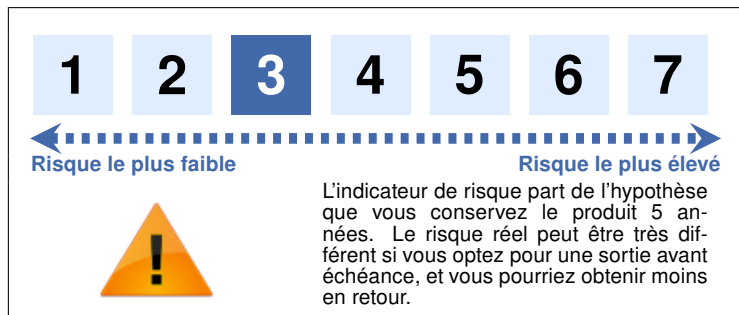 1 2 3 4 5 6 7
Risque le plus faible Risque le plus élevé
L'indicateur de risque part de l'hypothèse
que vous conservez le produit 5 an-
nées. Le risque réel peut être très dif-
férent si vous optez pour une sortie avant
échéance, et vous pourriez obtenir moins
en retour.